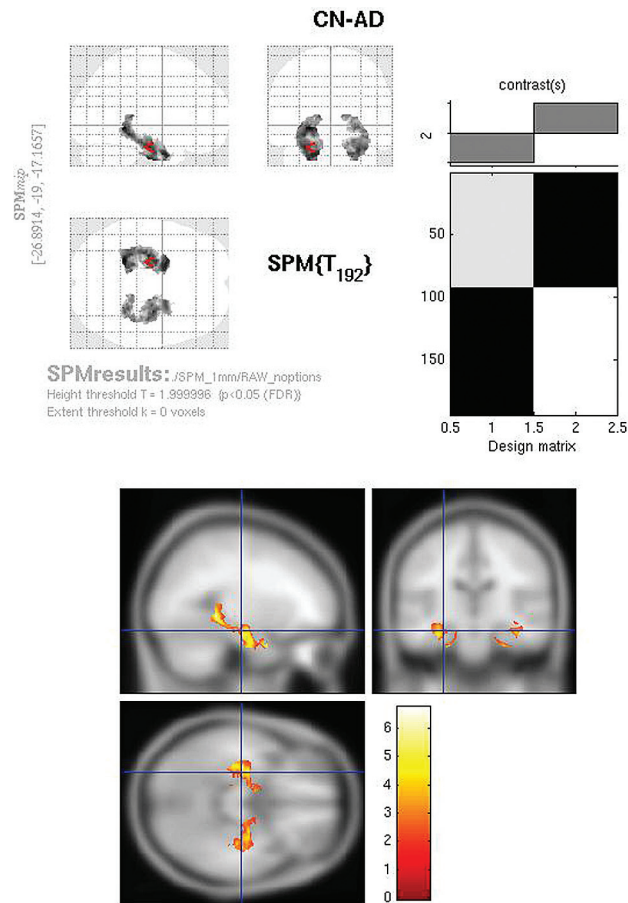 CN-AD
SPMmip
[-26.8914, -19, -17.1657]
SPM{T192}
SPMresults: ./SPM_1mm/RAW_noptions
Height threshold T = 1.999996 {p<0.05 (FDR)}
Extent threshold k = 0 voxels
contrast(s)
2
50
100
150
0.5 1 1.5 2 2.5
Design matrix
6
5
4
3
2
1
0